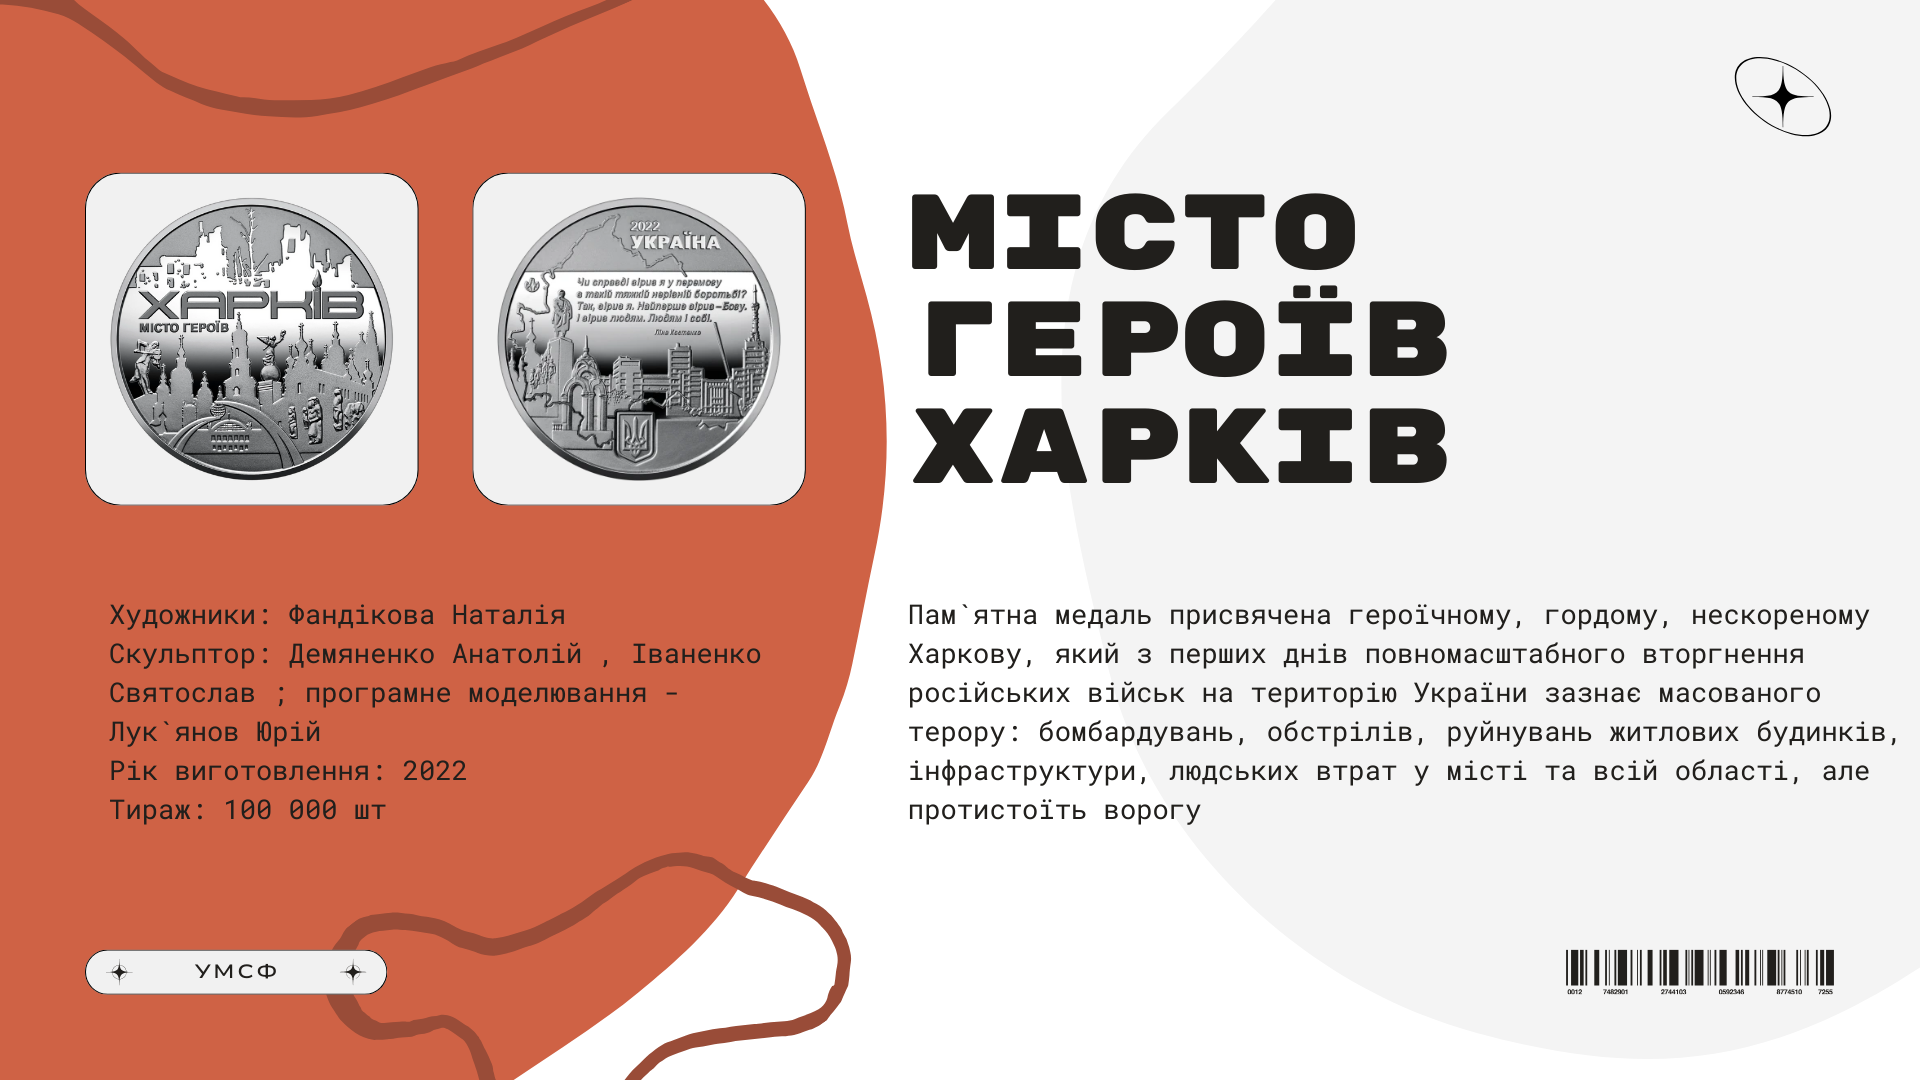 ХАРКІВ
МІСТО ГЕРОЇВ
2022
УКРАЇНА
Чи справді вірив я у перемогу
в такій тяжкій нерівній боротьбі?
Так, вірив я. Найперше вірив – Богу.
І вірив людям. Людям і собі.
Ліна Костенко
МІСТО
ГЕРОЇВ
ХАРКІВ
Художники: Фандікова Наталія
Скульптор: Демяненко Анатолій , Іваненко
Святослав ; програмне моделювання -
Лук`янов Юрій
Рік виготовлення: 2022
Тираж: 100 000 шт
Пам`ятна медаль присвячена героїчному, гордому, нескореному
Харкову, який з перших днів повномасштабного вторгнення
російських військ на територію України зазнає масованого
терору: бомбардувань, обстрілів, руйнувань житлових будинків,
інфраструктури, людських втрат у місті та всій області, але
протистоїть ворогу
УМСФ
0012 7482901 2744103 0592346 8774510 7255